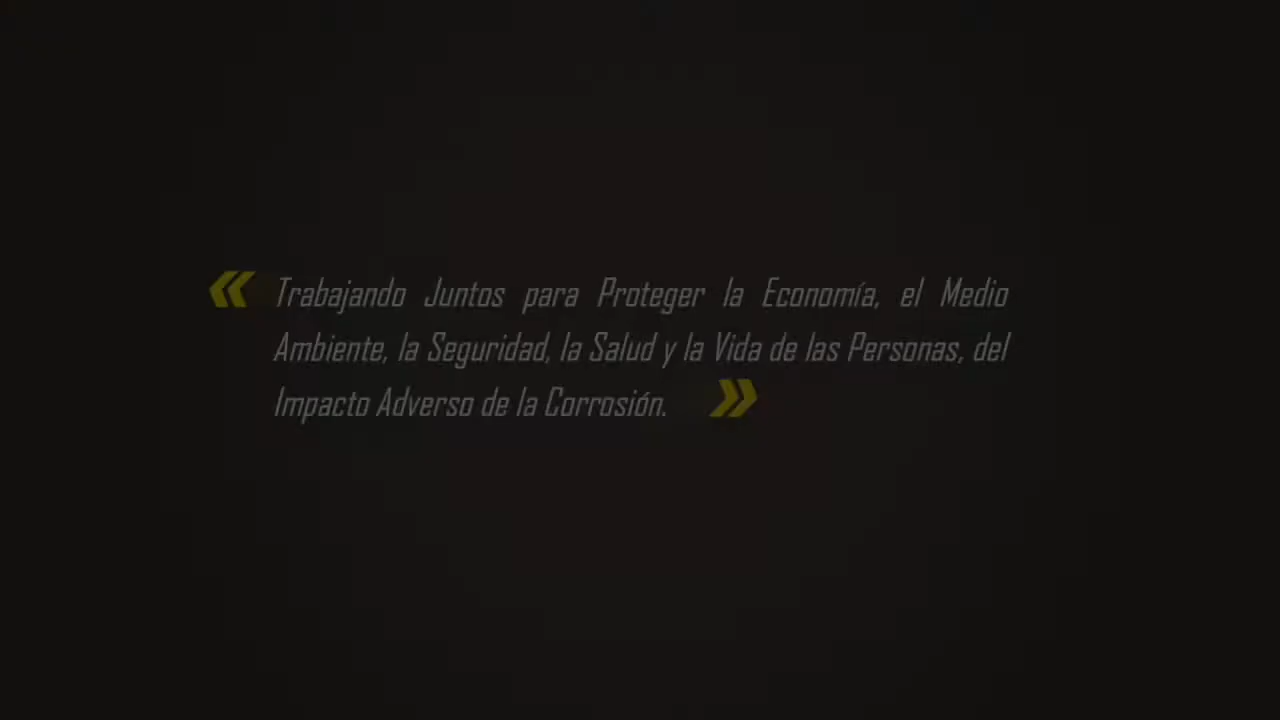 « Trabajando Juntos para Proteger la Economía, el Medio
Ambiente, la Seguridad, la Salud y la Vida de las Personas, del
Impacto Adverso de la Corrosión. »